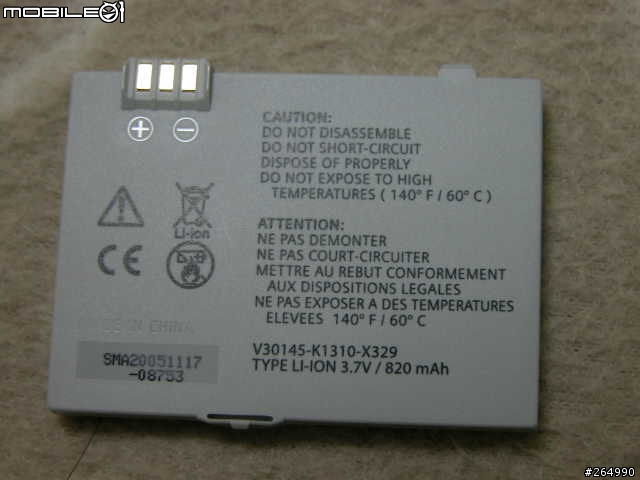 MOBILE01
CAUTION:
DO NOT DISASSEMBLE
DO NOT SHORT-CIRCUIT
DISPOSE OF PROPERLY
DO NOT EXPOSE TO HIGH
TEMPERATURES ( 140° F / 60° C )
Li-ion
ATTENTION:
NE PAS DEMONTER
NE PAS COURT-CIRCUITER
METTRE AU REBUT CONFORMEMENT
AUX DISPOSITIONS LEGALES
NE PAS EXPOSER A DES TEMPERATURES
ELEVEES 140° F / 60° C
CE
IN CHINA
SMA20051117
-08753
V30145-K1310-X329
TYPE LI-ION 3.7V / 820 mAh
#264990